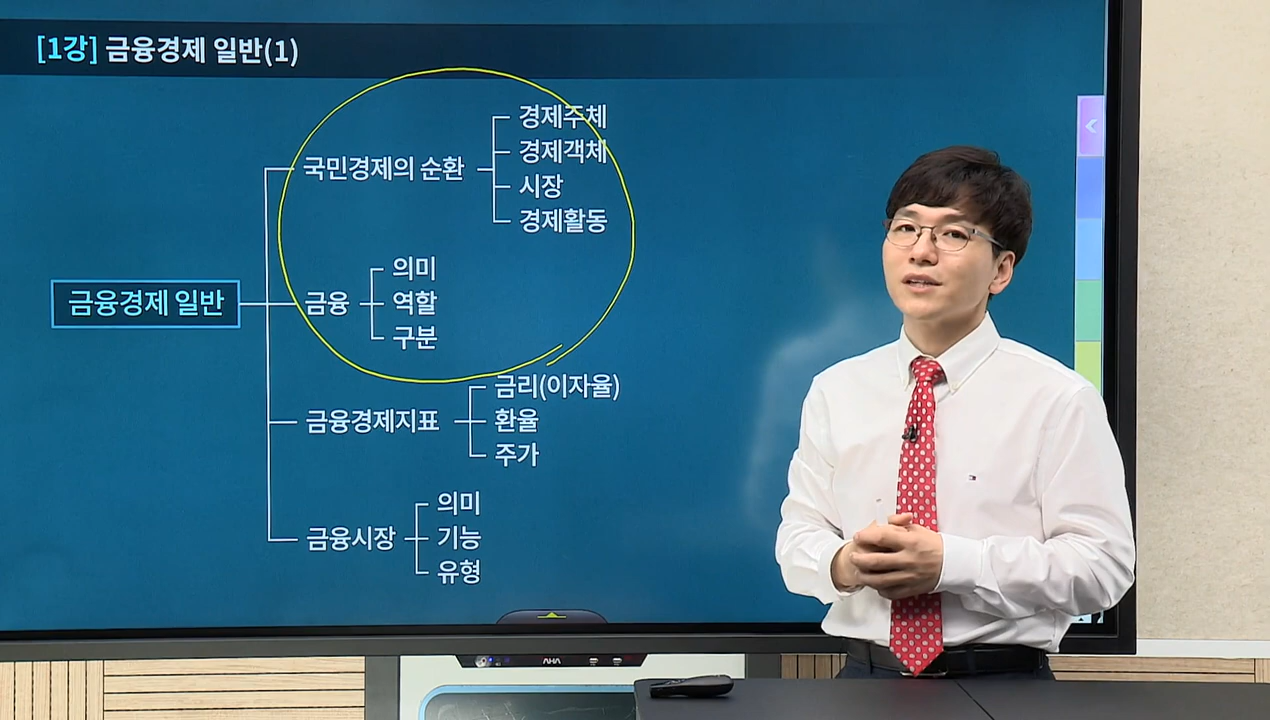 [1강] 금융경제 일반(1)
금융경제 일반
국민경제의 순환
경제주체
경제객체
시장
경제활동
금융
의미
역할
구분
금융경제지표
금리(이자율)
환율
주가
금융시장
의미
기능
유형
AHA